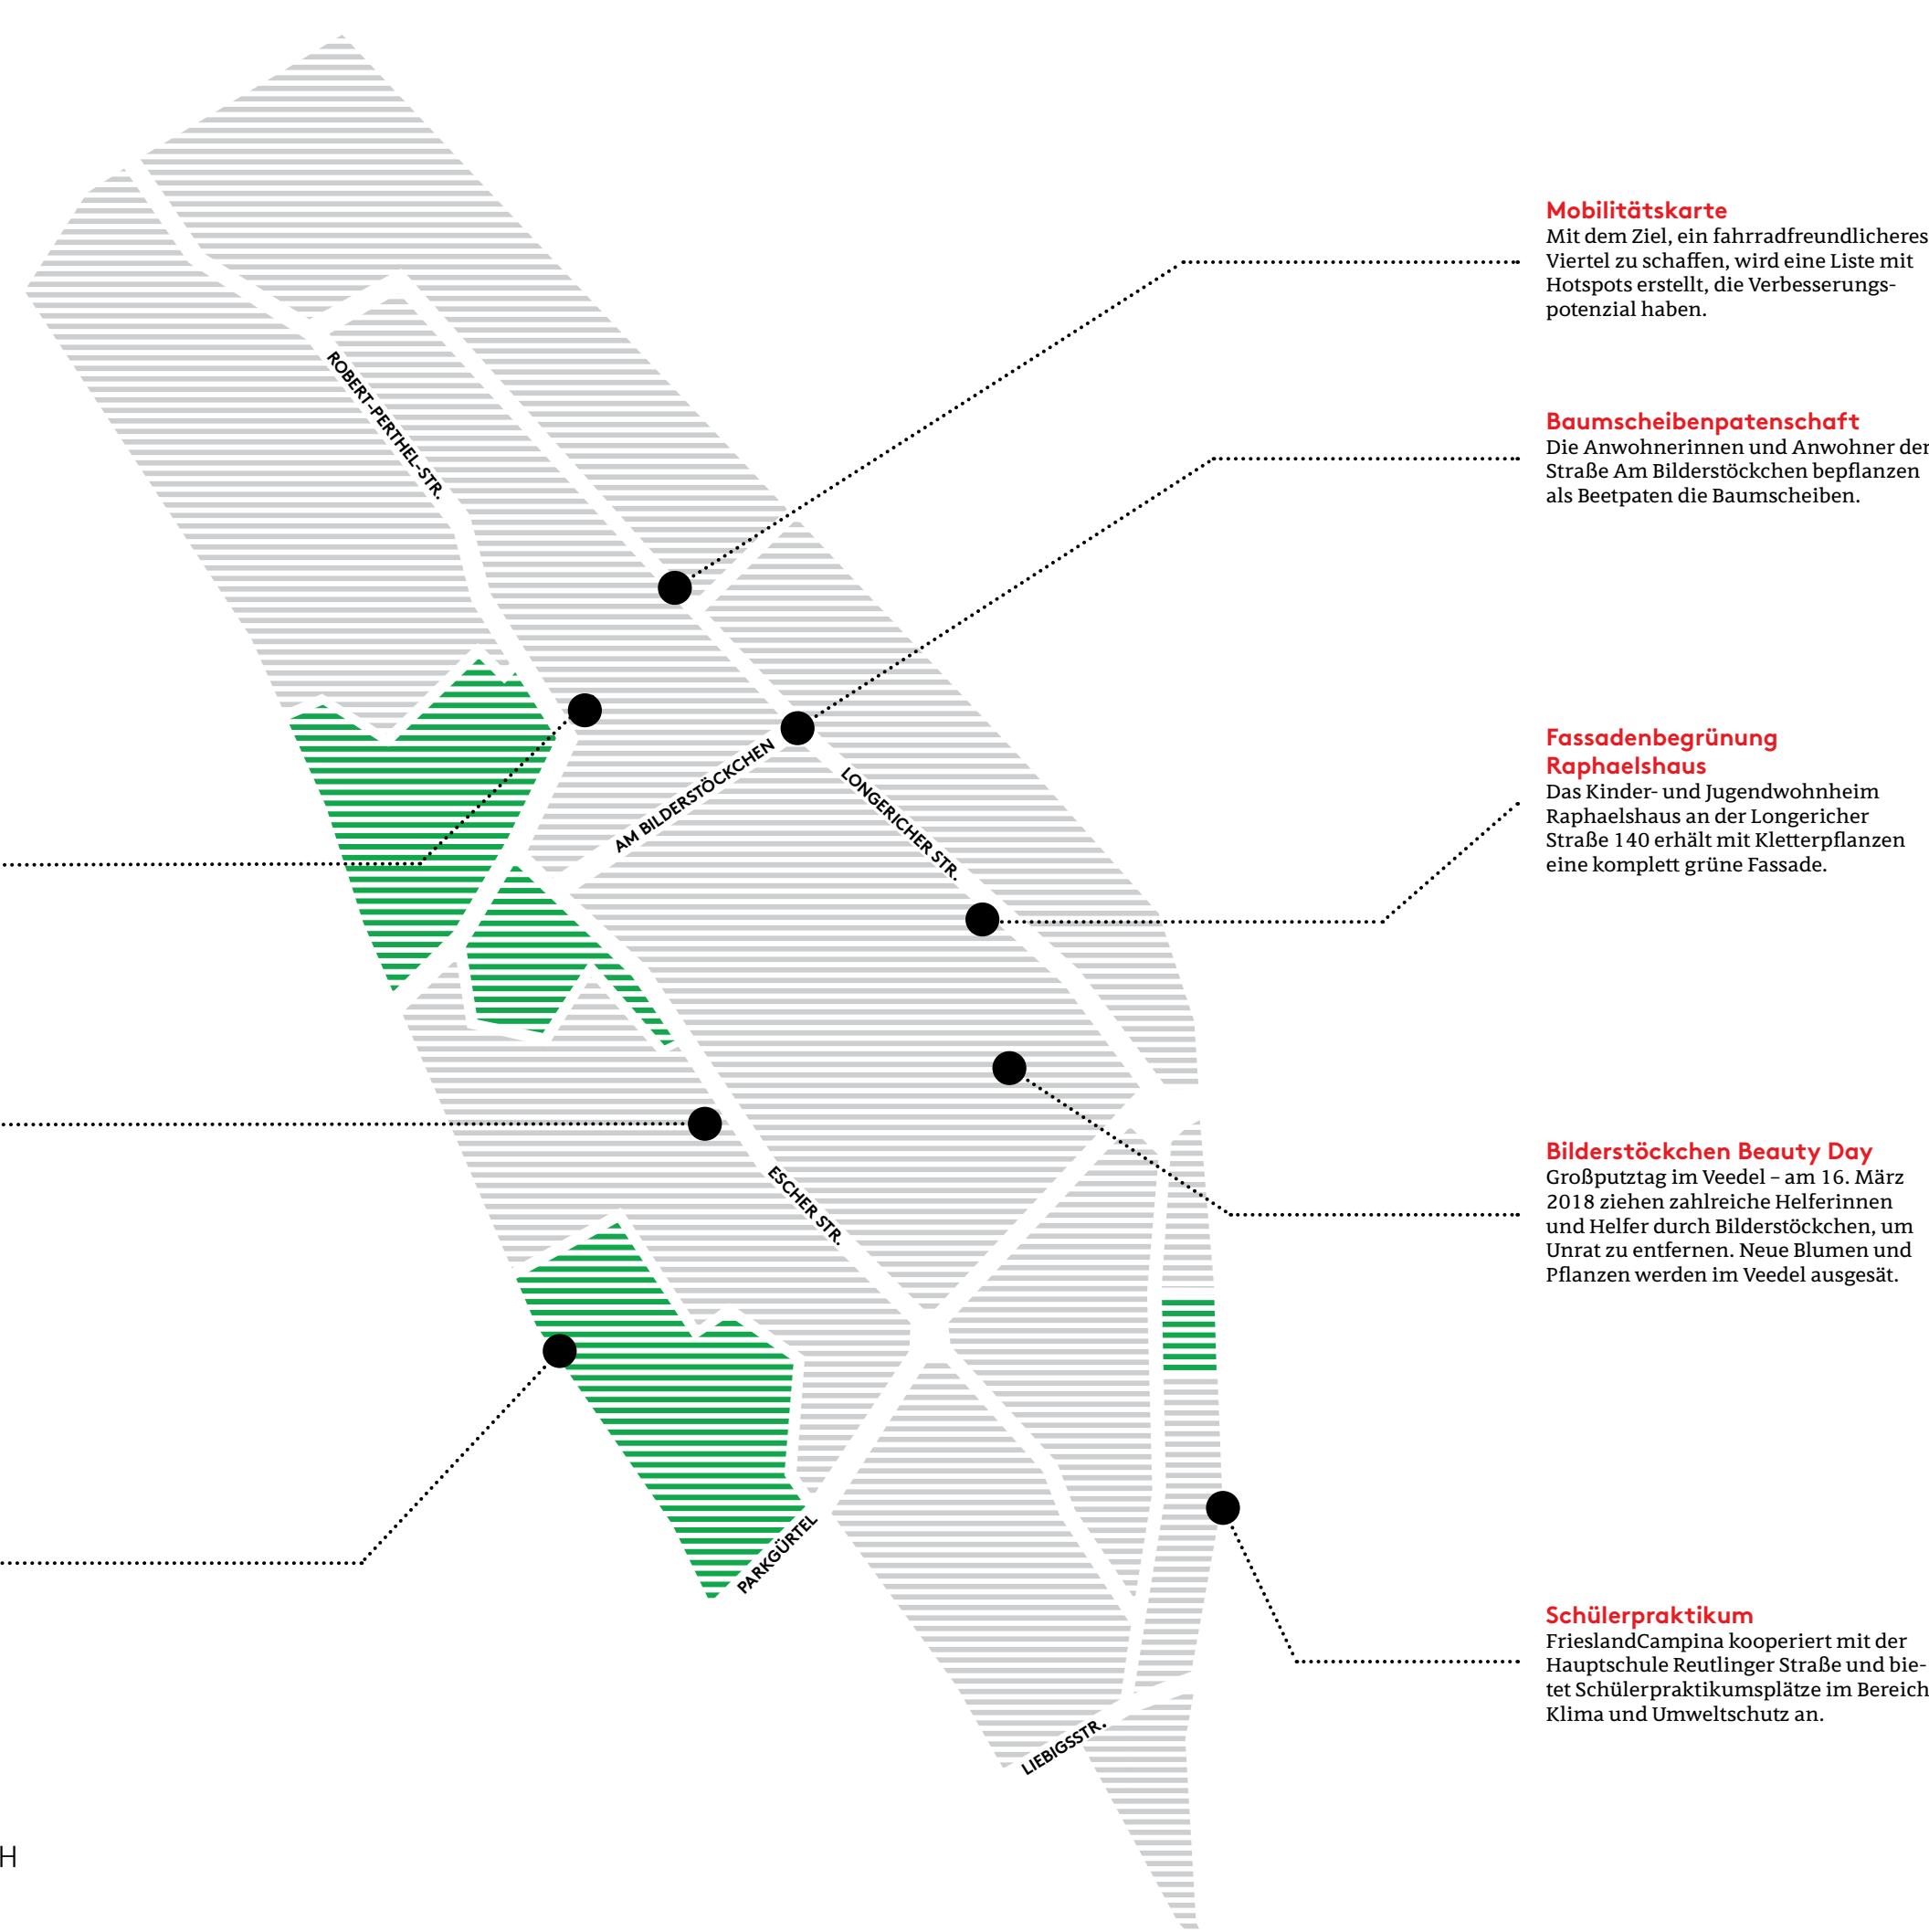 Mobilitätskarte
Mit dem Ziel, ein fahrradfreundlicheres
Viertel zu schaffen, wird eine Liste mit
Hotspots erstellt, die Verbesserungs-
potenzial haben.
Baumscheibenpatenschaft
Die Anwohnerinnen und Anwohner der
Straße Am Bilderstöckchen bepflanzen
als Beetpaten die Baumscheiben.
Fassadenbegrünung
Raphaelshaus
Das Kinder- und Jugendwohnheim
Raphaelshaus an der Longericher
Straße 140 erhält mit Kletterpflanzen
eine komplett grüne Fassade.
Bilderstöckchen Beauty Day
Großputztag im Veedel – am 16. März
2018 ziehen zahlreiche Helferinnen
und Helfer durch Bilderstöckchen, um
Unrat zu entfernen. Neue Blumen und
Pflanzen werden im Veedel ausgesät.
Schülerpraktikum
FrieslandCampina kooperiert mit der
Hauptschule Reutlinger Straße und bie-
tet Schülerpraktikumsplätze im Bereich
Klima und Umweltschutz an.
ROBERT-PERTHEL-STR.
AM BILDERSTÖCKCHEN
LONGERICHER STR.
ESCHER STR.
PARKGÜRTEL
LIEBIGSSTR.
H